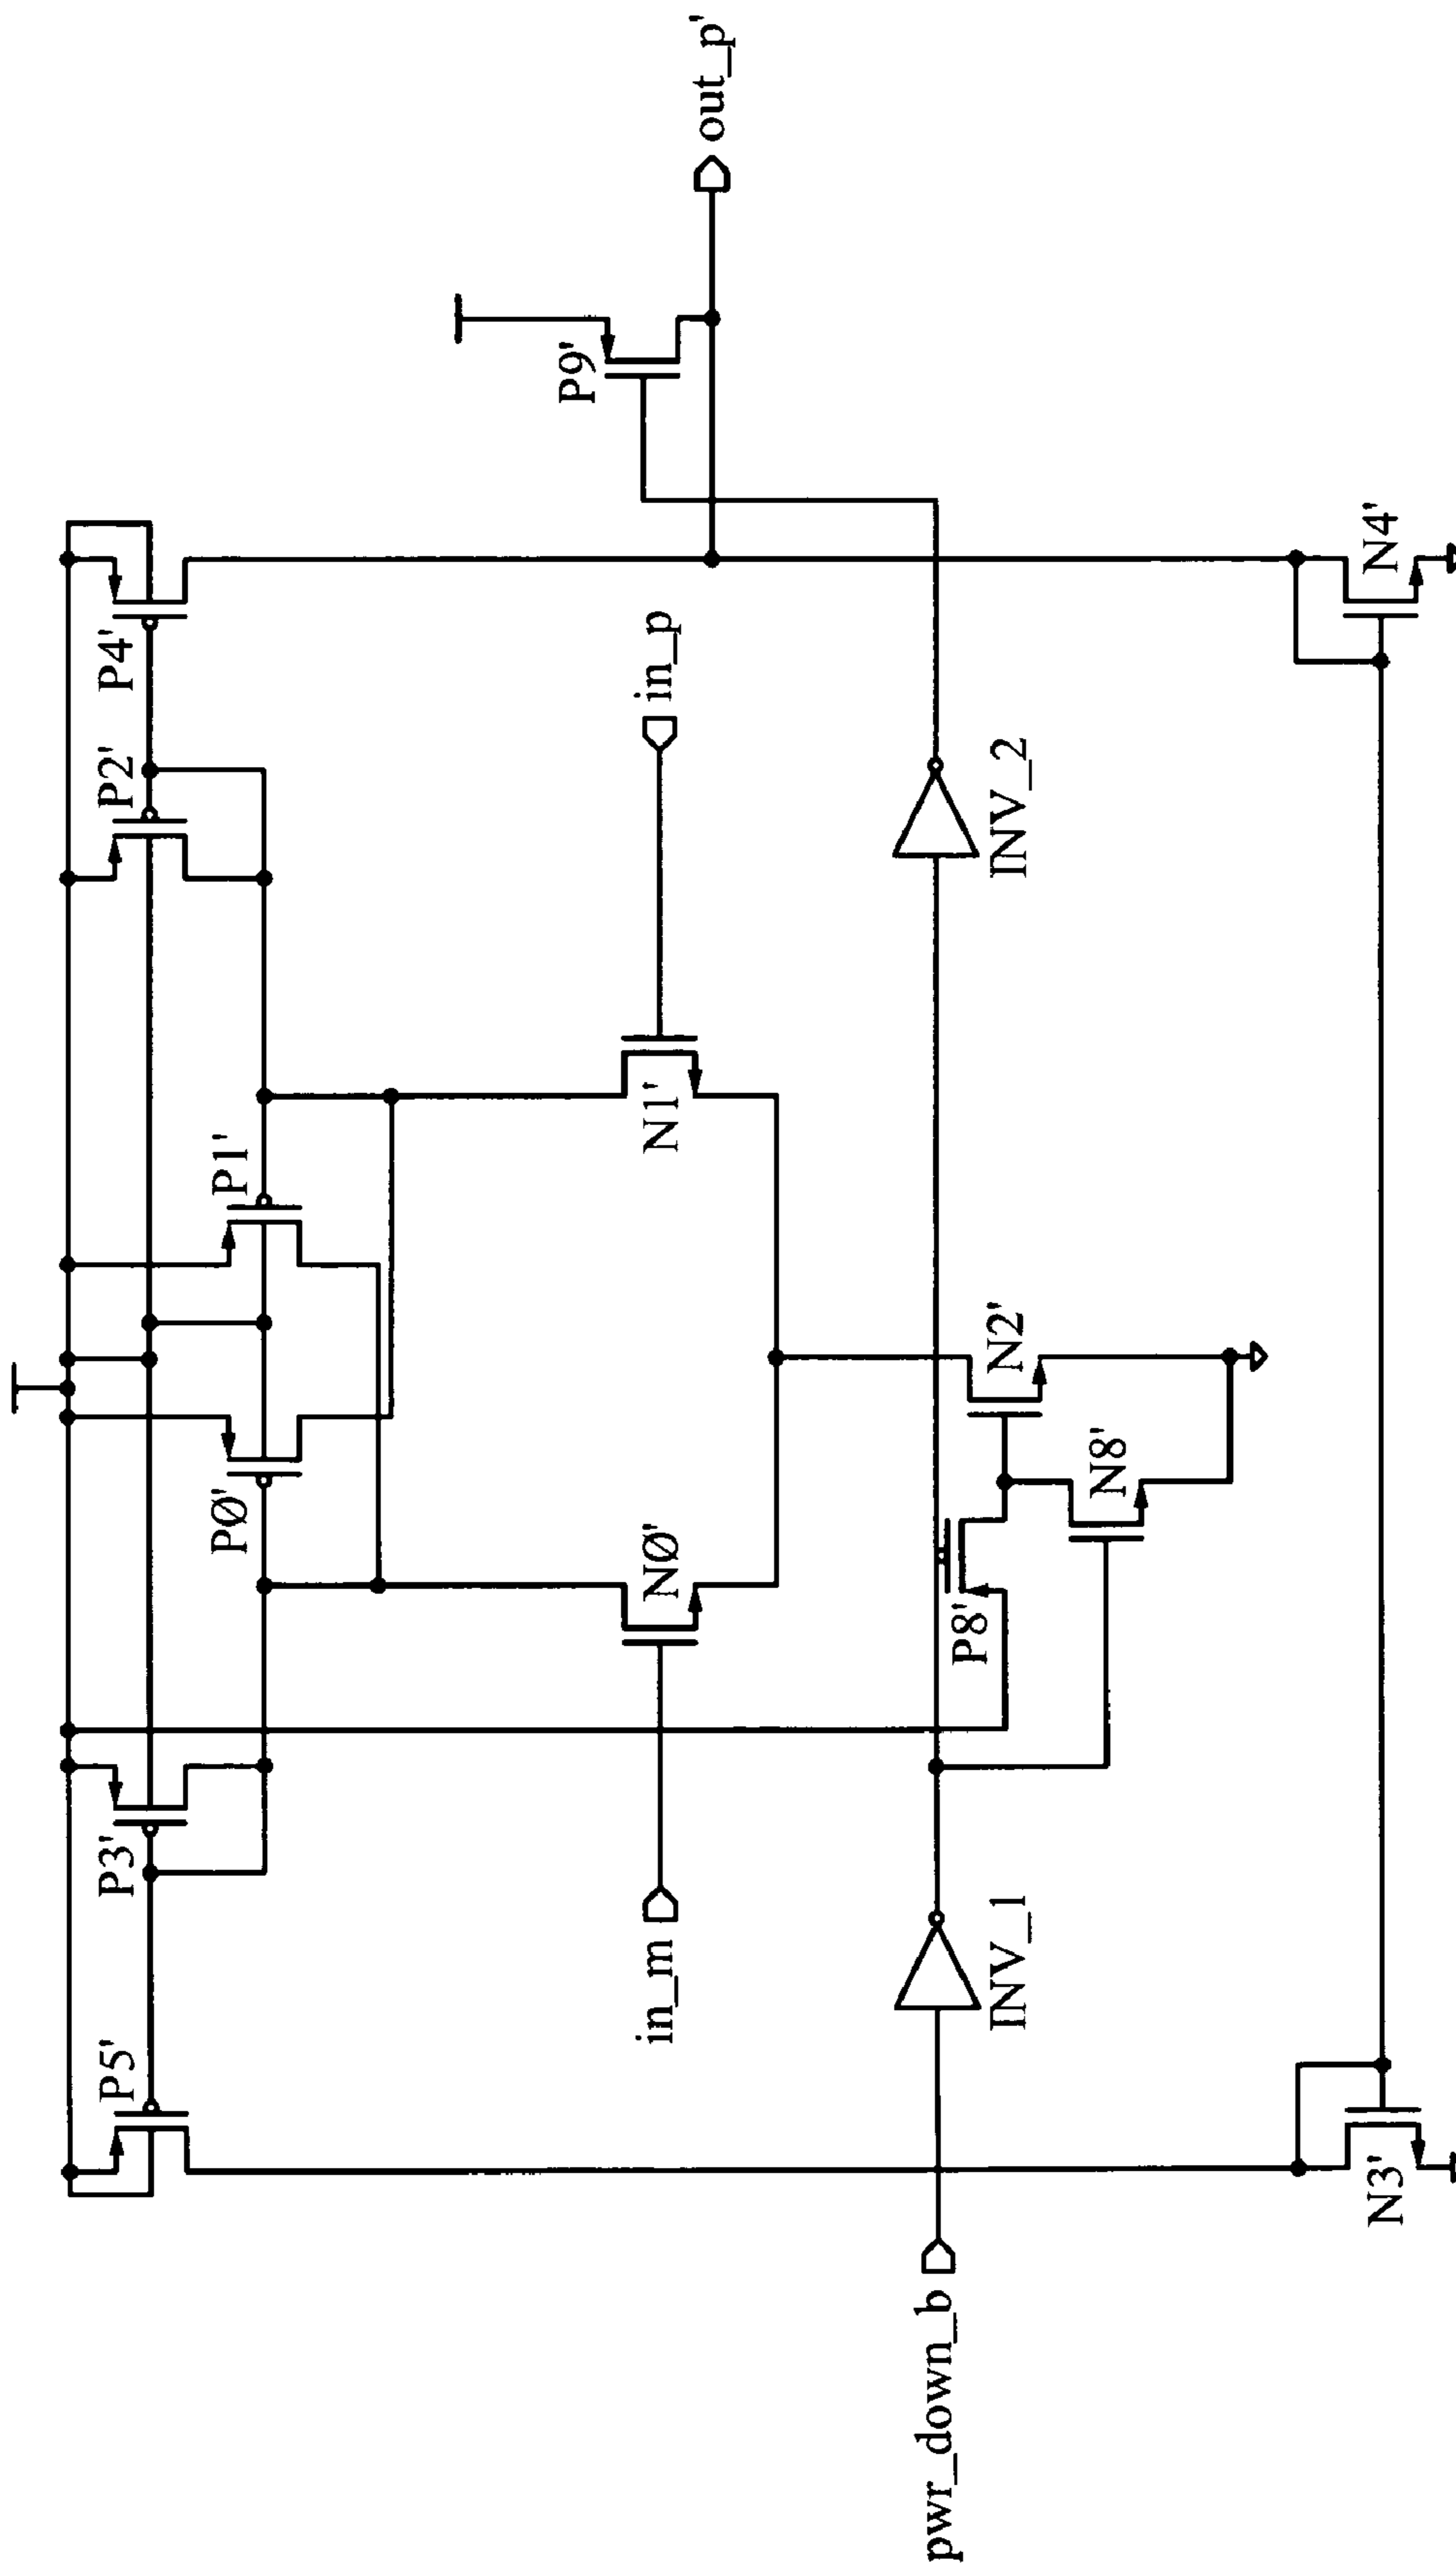 P5'
P3'
P2'
P4'
PØ'
P1'
in_m
NØ'
N1'
in_p
P9'
out_p'
pwr_down_b
INV_1
P8'
N2'
INV_2
N8'
N3'
N4'